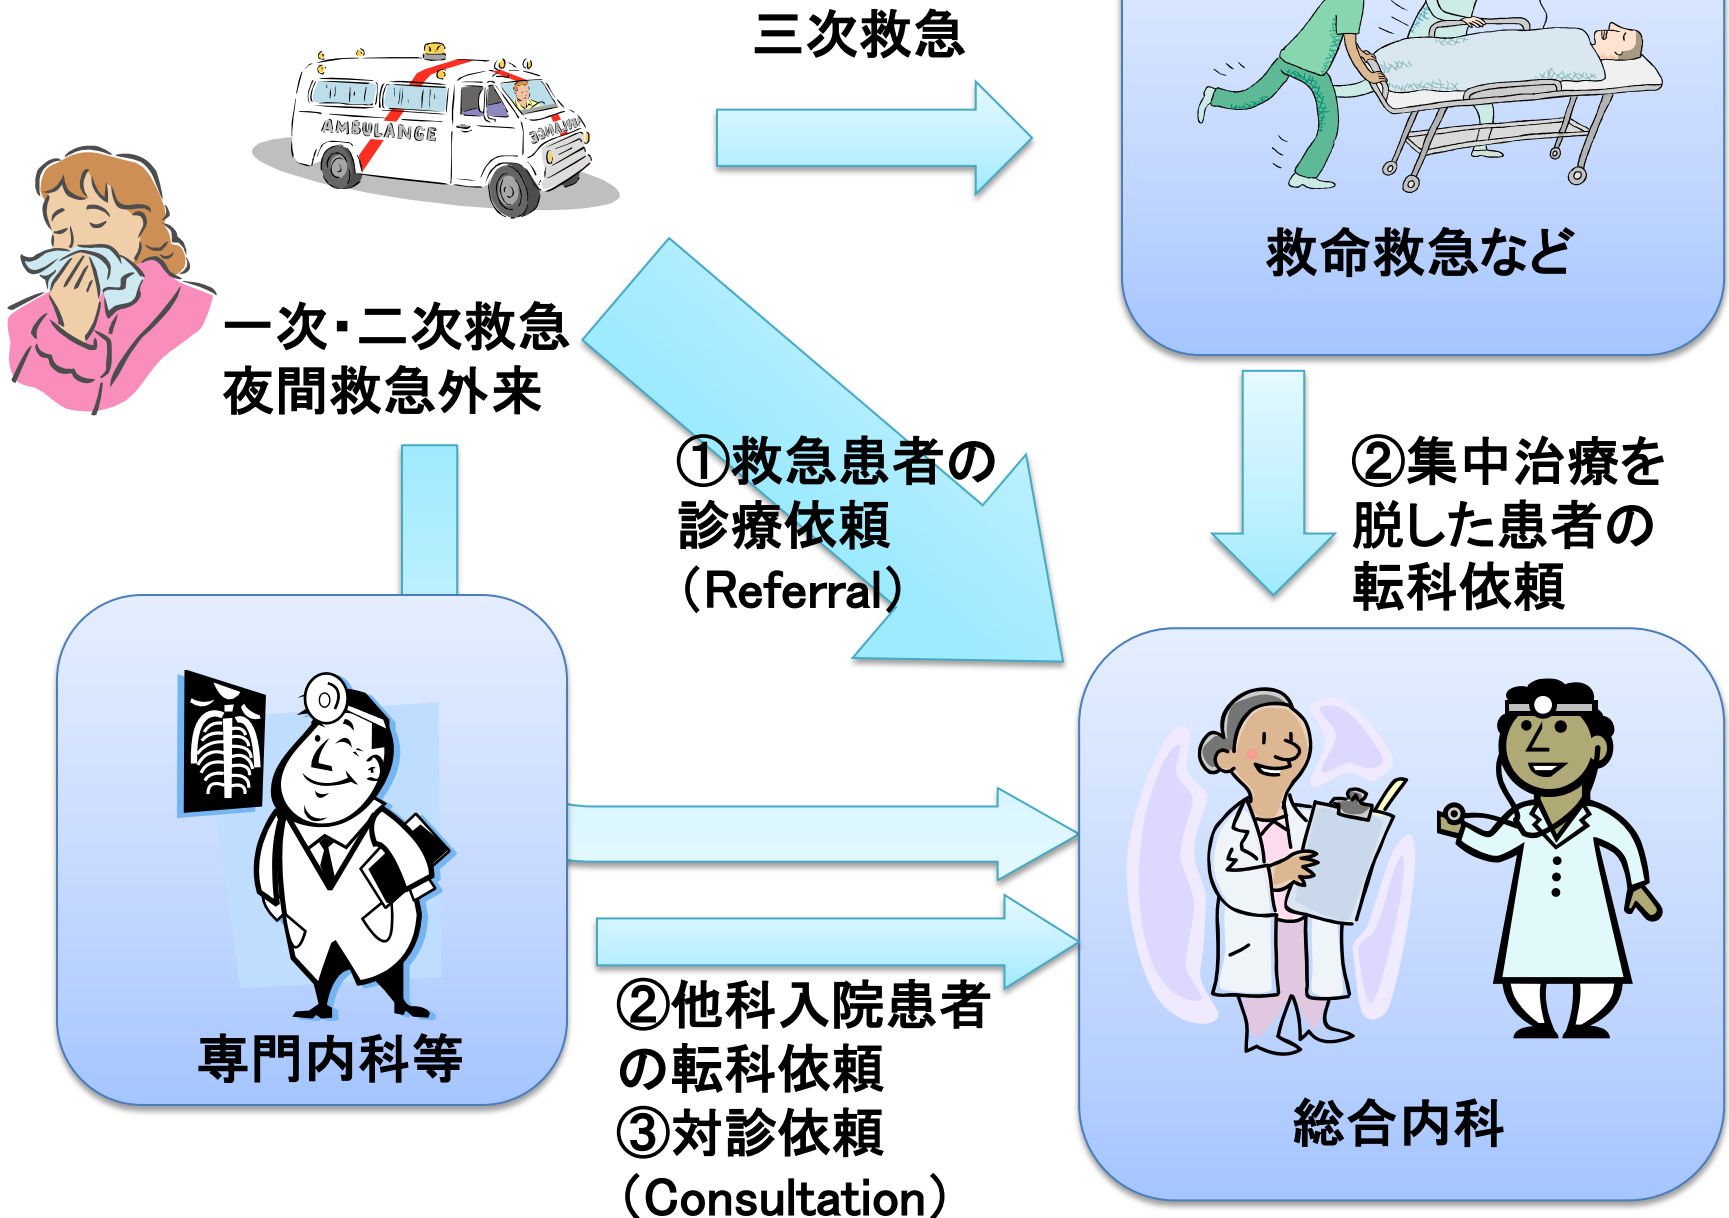 三次救急
AMBULANCE
AMBULANCE
救命救急など
一次・二次救急
夜間救急外来
①救急患者の
診療依頼
（Referral）
②集中治療を
脱した患者の
転科依頼
専門内科等
②他科入院患者
の転科依頼
③対診依頼
（Consultation）
総合内科